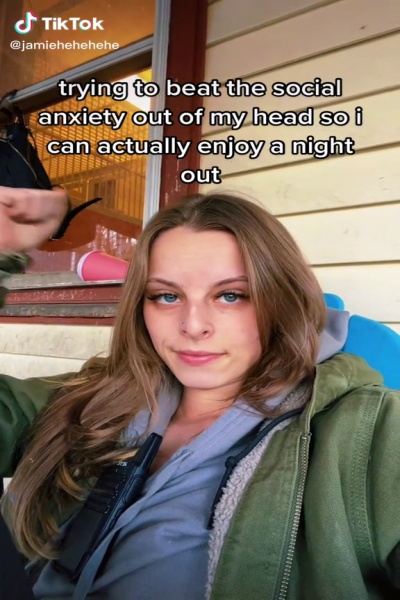 TikTok
@jamiehehehehe
trying to beat the social
anxiety out of my head so i
can actually enjoy a night
out